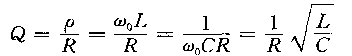 Q = ρ/R = ω₀L/R = 1/ω₀CR = 1/R √(L/C)